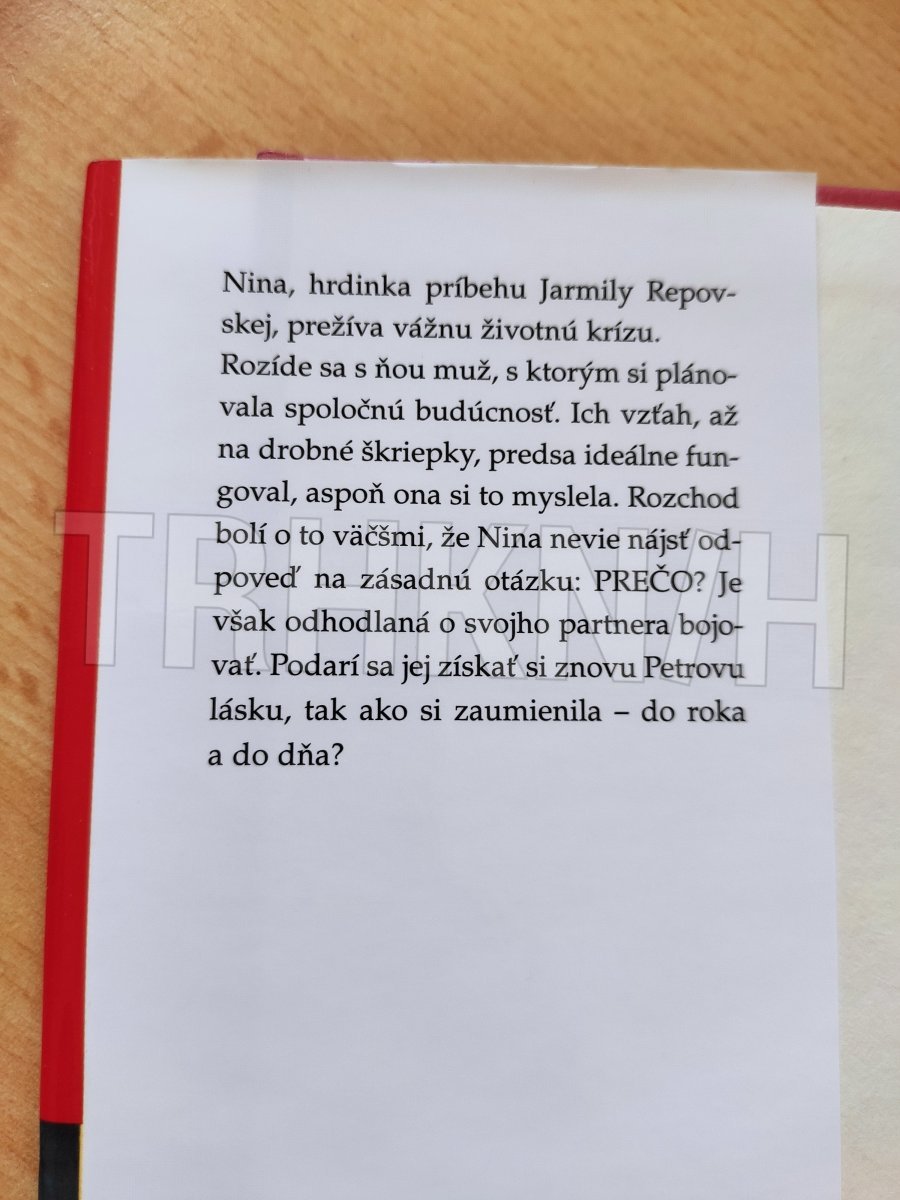 Nina, hrdinka príbehu Jarmily Repov-
skej, prežíva vážnu životnú krízu.
Rozíde sa s ňou muž, s ktorým si pláno-
vala spoločnú budúcnosť. Ich vzťah, až
na drobné škriepky, predsa ideálne fun-
goval, aspoň ona si to myslela. Rozchod
bolí o to väčšmi, že Nina nevie nájsť od-
poveď na zásadnú otázku: PREČO? Je
však odhodlaná o svojho partnera bojo-
vať. Podarí sa jej získať si znovu Petrovu
lásku, tak ako si zaumienila – do roka
a do dňa?
TRHKNIH